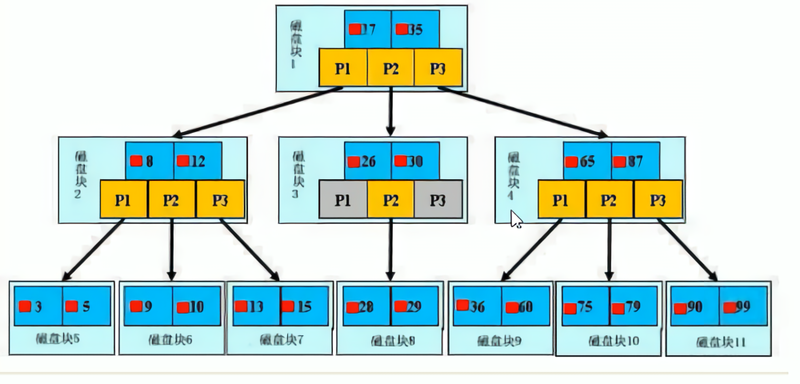 磁盘块1
17 35
P1 P2 P3
磁盘块2
8 12
P1 P2 P3
磁盘块3
26 30
P1 P2 P3
磁盘块4
65 87
P1 P2 P3
3 5
磁盘块5
9 10
磁盘块6
13 15
磁盘块7
28 29
磁盘块8
36 60
磁盘块9
75 79
磁盘块10
90 99
磁盘块11